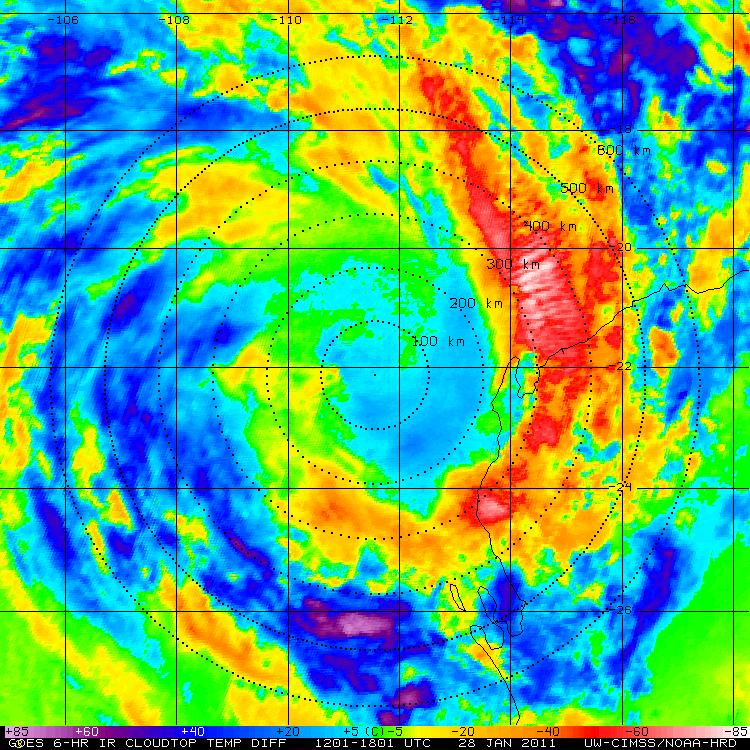 -106 -108 -110 -112 -114 -116
-18
600 km
500 km
400 km
-20
300 km
200 km
100 km
-22
-24
-26
+85 +60 +40 +20 +5 (C)-5 -20 -40 -60 -85
GOES 6-HR IR CLOUDTOP TEMP DIFF 1201-1801 UTC 28 JAN 2011 UW-CIMSS/NOAA-HRD